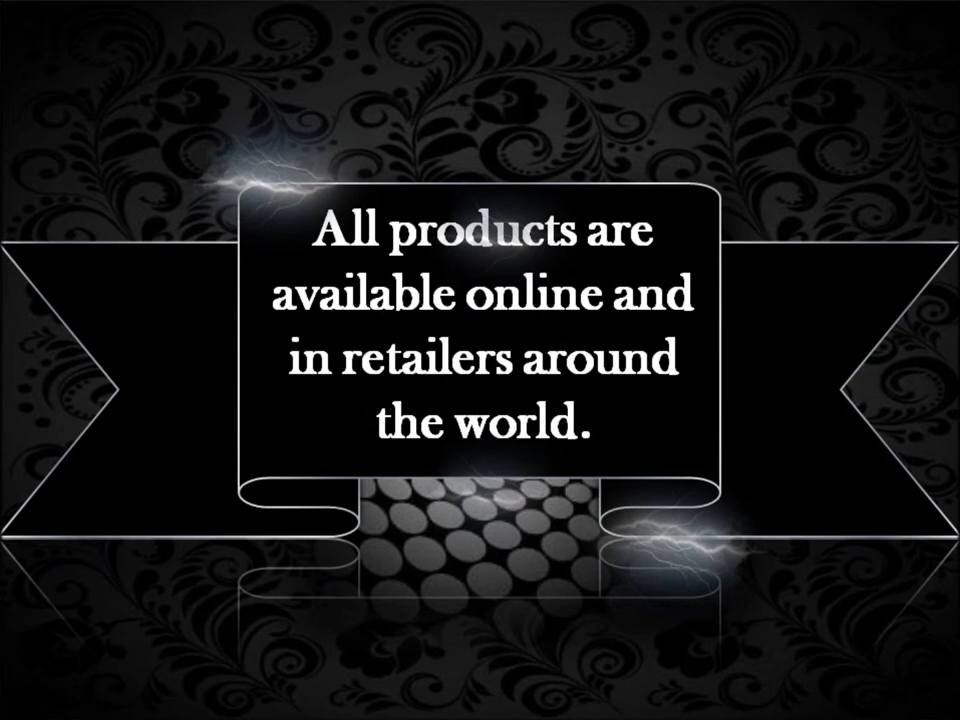 All products are
available online and
in retailers around
the world.